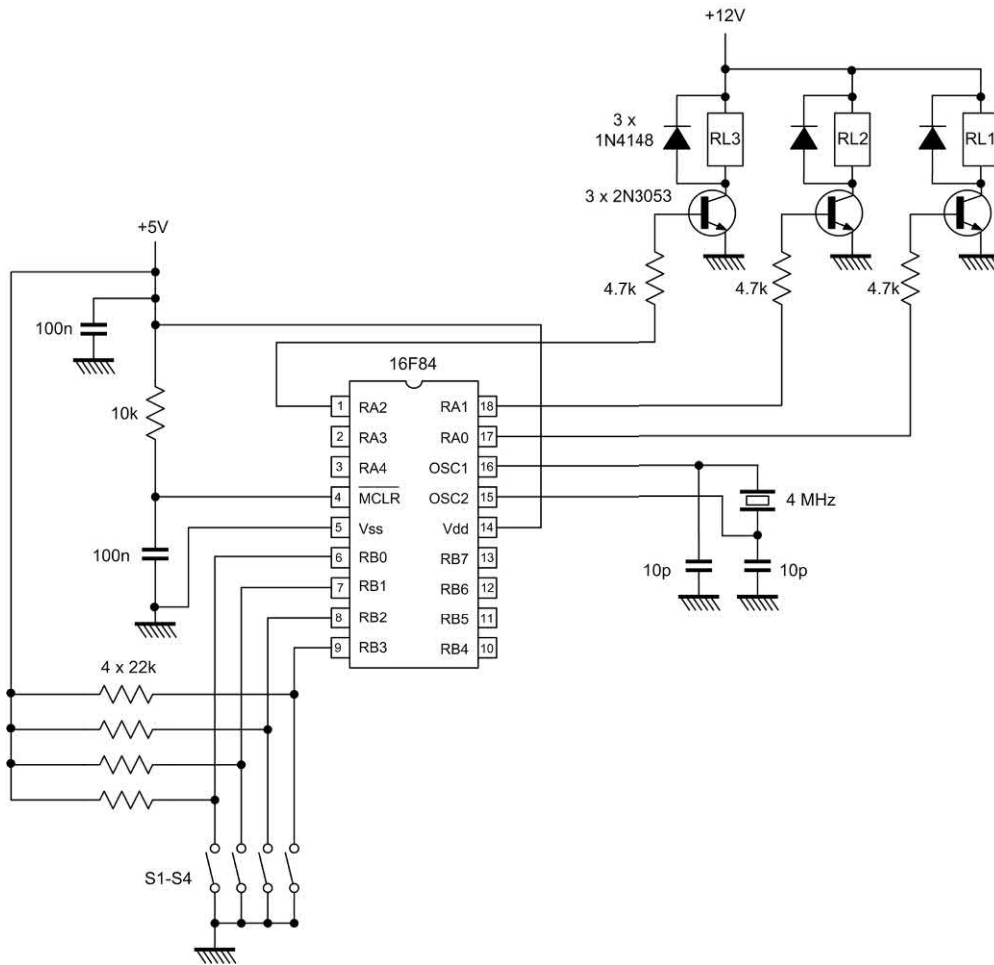 +12V
3 x
1N4148
RL3
RL2
RL1
3 x 2N3053
+5V
4.7k
4.7k
4.7k
100n
16F84
10k
1 RA2 RA1 18
2 RA3 RA0 17
3 RA4 OSC1 16
4 MCLR OSC2 15
4 MHz
5 Vss Vdd 14
100n
6 RB0 RB7 13
10p
10p
7 RB1 RB6 12
8 RB2 RB5 11
9 RB3 RB4 10
4 x 22k
S1-S4